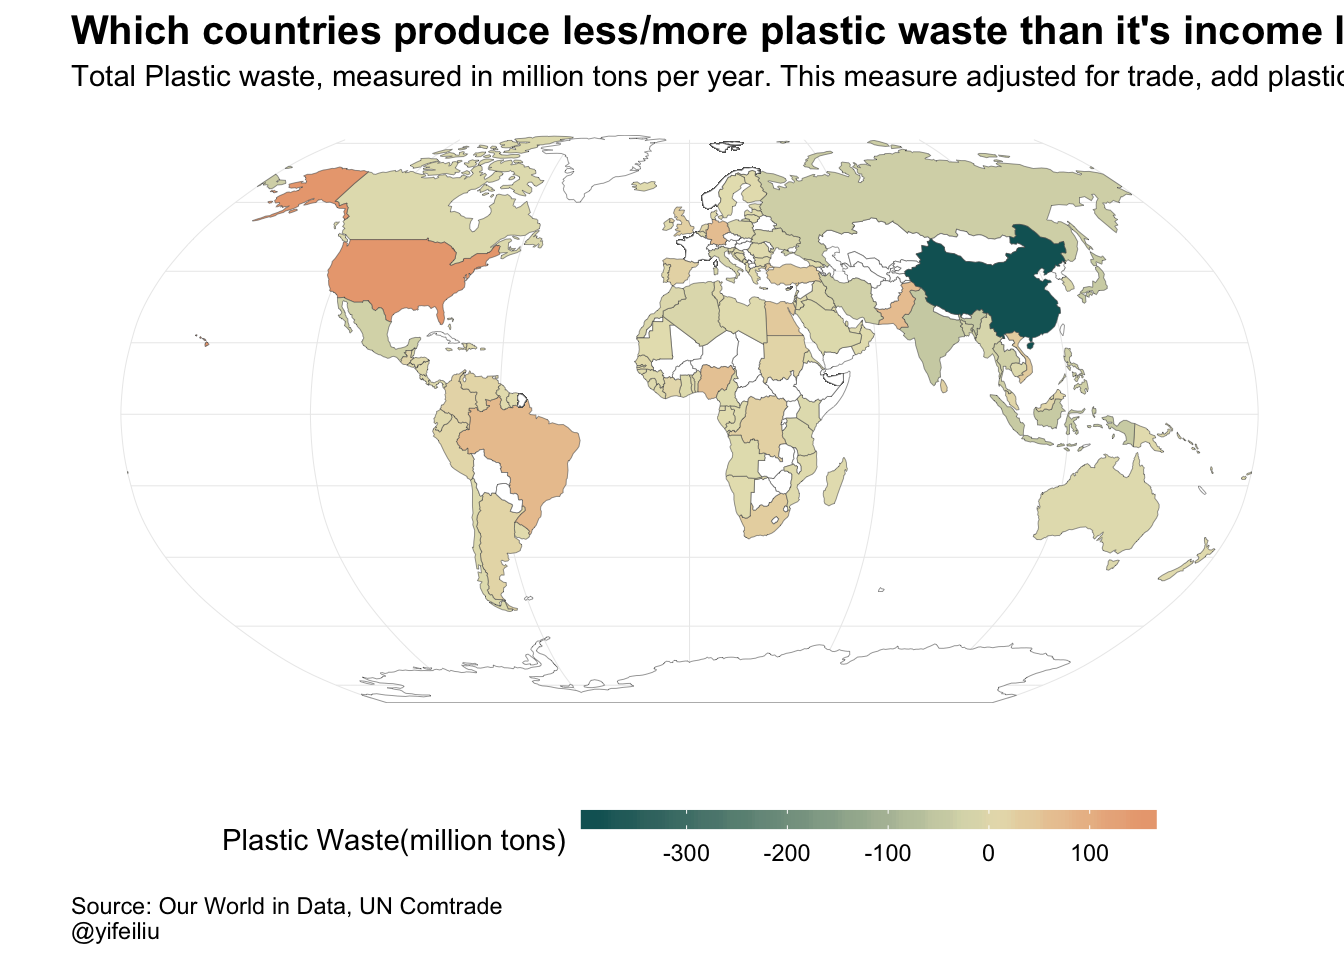 Which countries produce less/more plastic waste than it's income
Total Plastic waste, measured in million tons per year. This measure adjusted for trade, add plastic
Plastic Waste(million tons)
-300 -200 -100 0 100
Source: Our World in Data, UN Comtrade
@yifeiliu